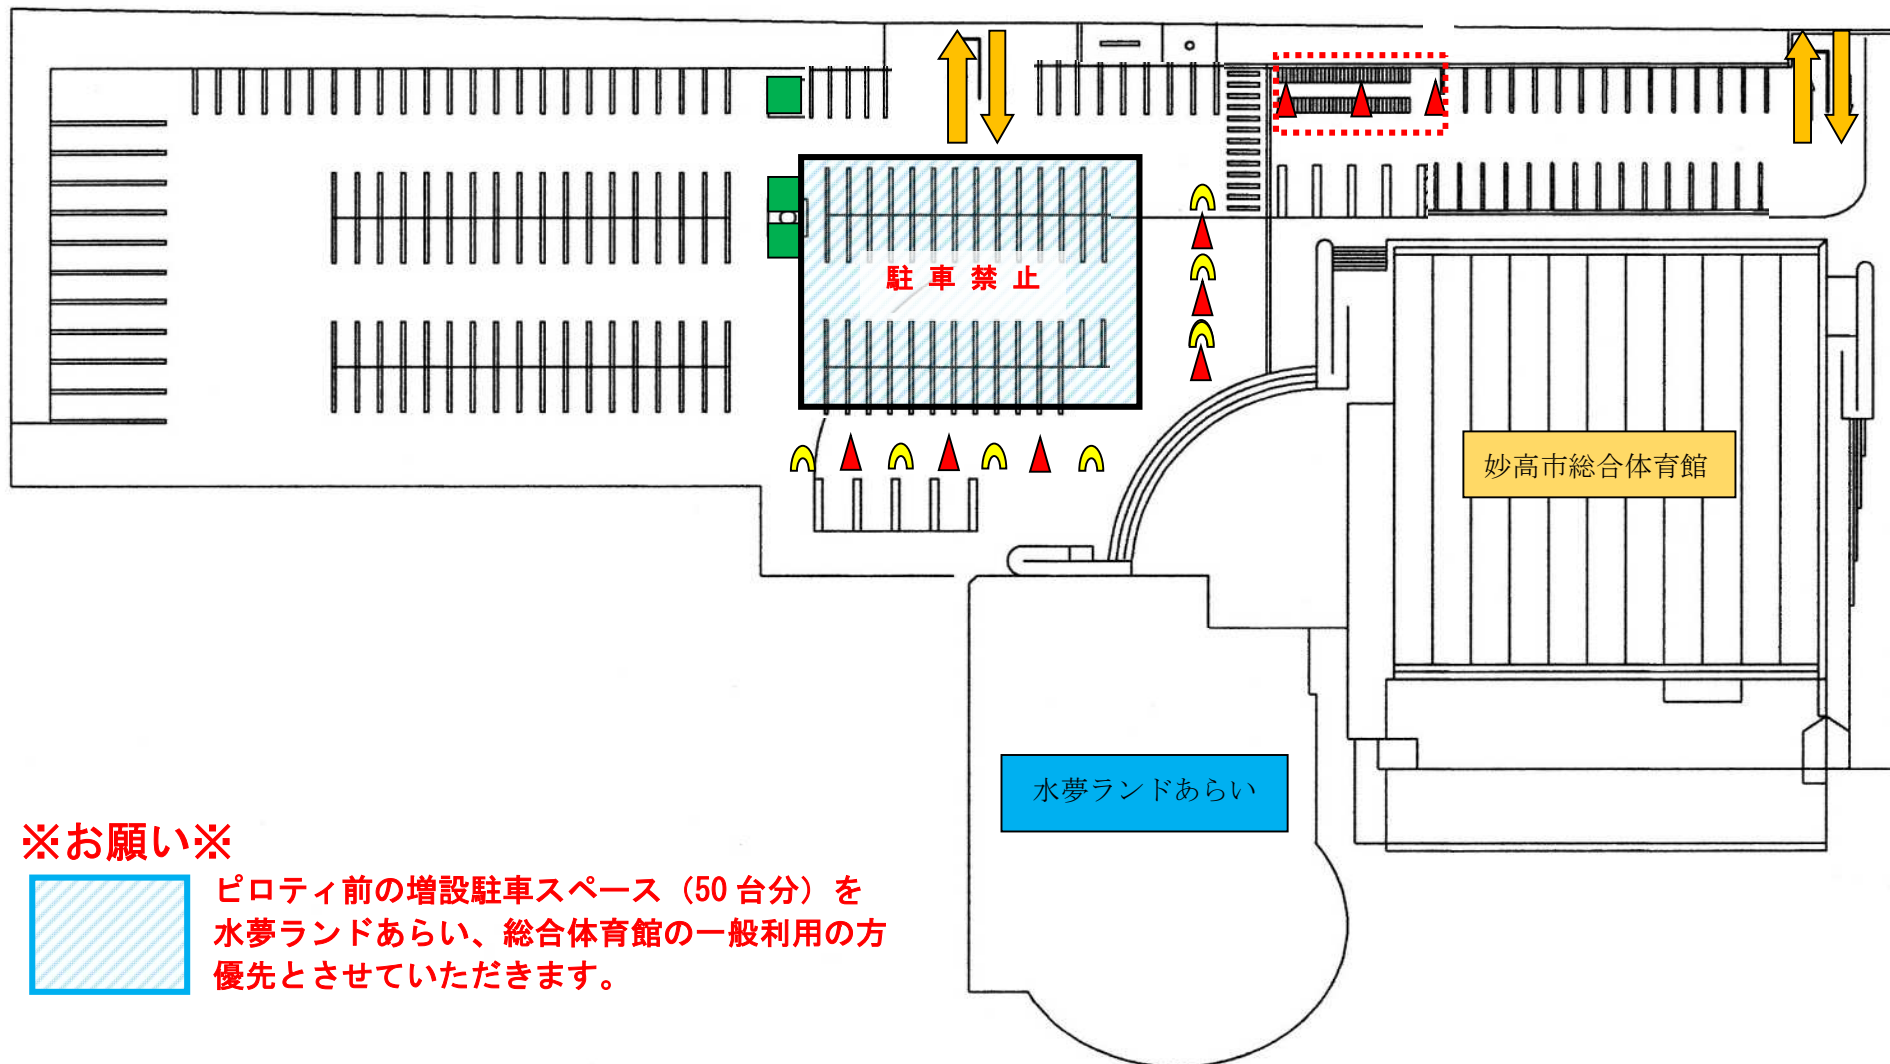 駐車禁止
妙高市総合体育館
水夢ランドあらい
※お願い※
ピロティ前の増設駐車スペース（50 台分）を
水夢ランドあらい、総合体育館の一般利用の方
優先とさせていただきます。